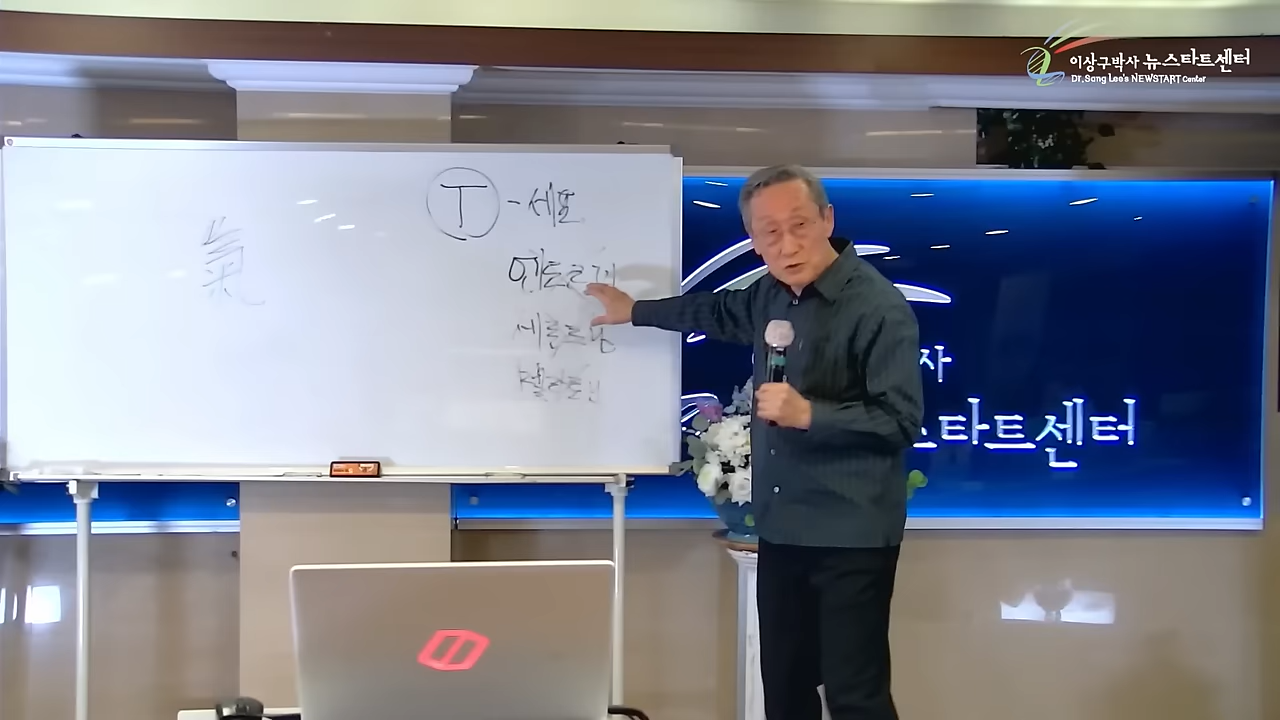 이상구박사 뉴스타트센터
Dr. Sang Lee's NEWSTART Center
T - 세포
氣
엔도르핀
세로토닌
멜라토닌
자
스타트센터